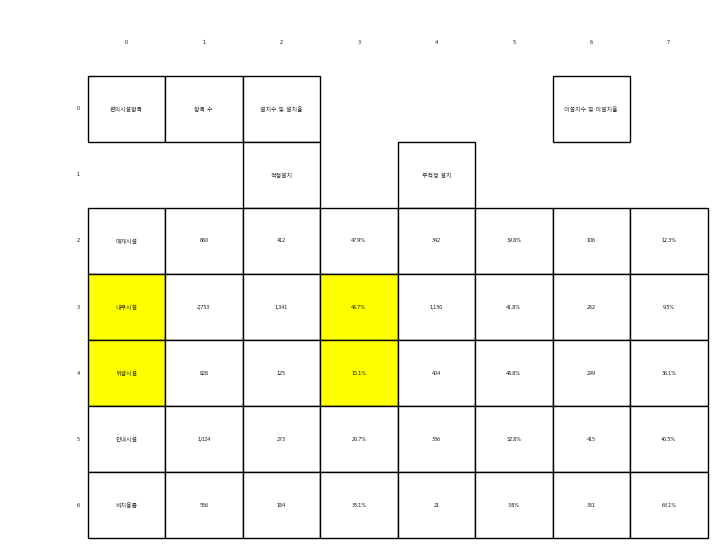 0 1 2 3 4 5 6 7
0 편의시설항목 항목 수 설치수 및 설치율 미설치수 및 미설치율
1 적정설치 부적정 설치
2 매개시설 860 412 47.9% 342 39.8% 106 12.3%
3 내부시설 2,753 1,341 48.7% 1,150 41.8% 262 9.5%
4 위생시설 828 125 15.1% 404 48.8% 299 36.1%
5 안내시설 1,024 273 26.7% 336 32.8% 415 40.5%
6 비치용품 556 184 33.1% 21 3.8% 351 63.1%